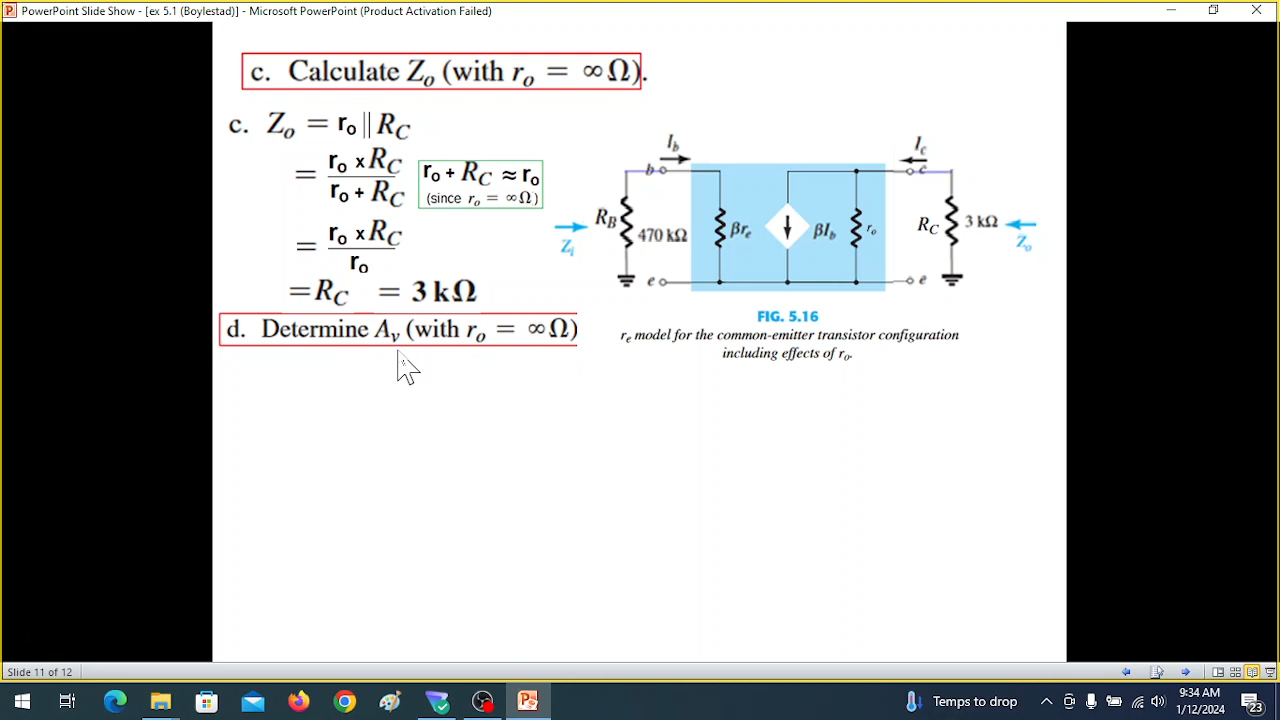 PowerPoint Slide Show - [ex 5.1 (Boylestad)] - Microsoft PowerPoint (Product Activation Failed)
c. Calculate Zo (with ro = ∞Ω).
c. Zo = ro || RC
= ro x RC / ro + RC
ro + RC ≈ ro
(since ro = ∞Ω)
= ro x RC / ro
= RC = 3 kΩ
d. Determine Av (with ro = ∞Ω)
Ib
Ic
b
c
RB
470 kΩ
βre
βIb
ro
RC
3 kΩ
Zi
Zo
e
e
FIG. 5.16
re model for the common-emitter transistor configuration
including effects of ro.
Slide 11 of 12
Temps to drop
9:34 AM
1/12/2024
23